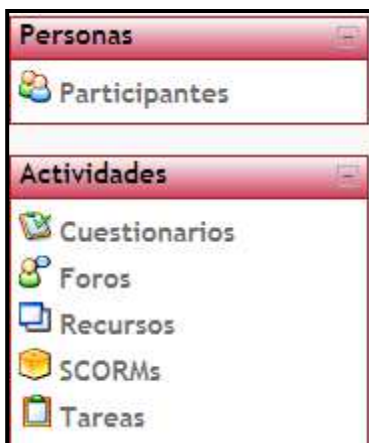 Personas
Participantes
Actividades
Cuestionarios
Foros
Recursos
SCORMs
Tareas